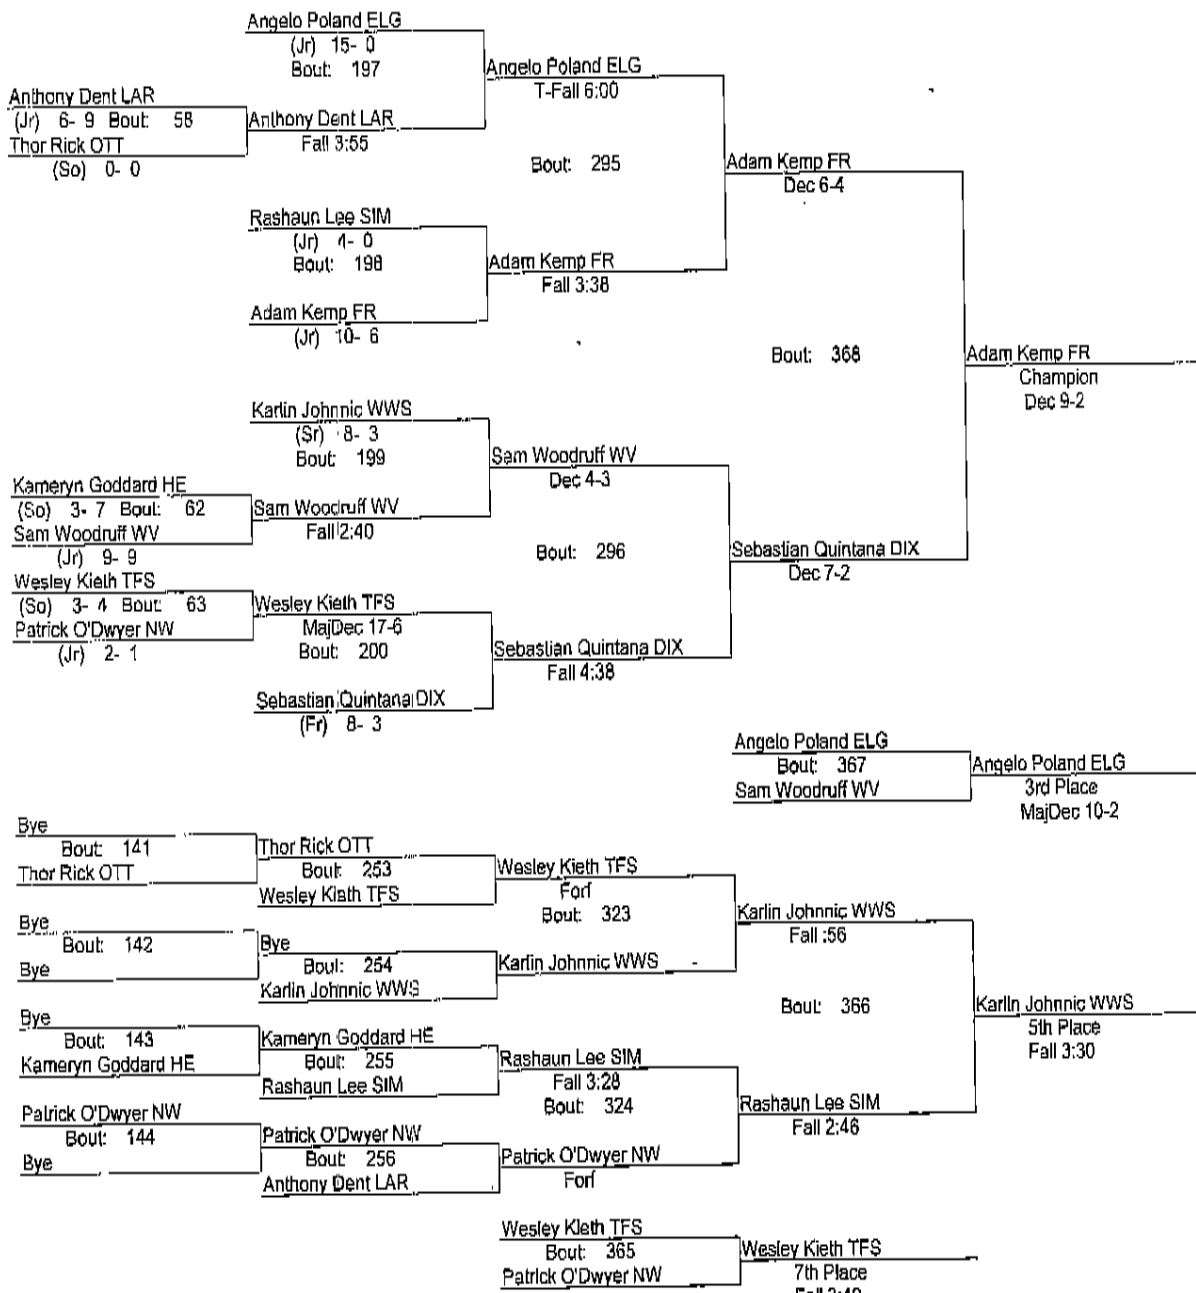 Angelo Poland ELG
(Jr) 15- 0
Bout: 197
Angelo Poland ELG
T-Fall 6:00
Anthony Dent LAR
(Jr) 6- 9 Bout: 58
Thor Rick OTT
(So) 0- 0
Anthony Dent LAR
Fall 3:55
Bout: 295
Adam Kemp FR
Dec 6-4
Rashaun Lee SIM
(Jr) 4- 0
Bout: 198
Adam Kemp FR
Fall 3:38
Adam Kemp FR
(Jr) 10- 6
Bout: 368
Adam Kemp FR
Champion
Dec 9-2
Karlin Johnnic WWS
(Sr) 8- 3
Bout: 199
Sam Woodruff WV
Dec 4-3
Kameryn Goddard HE
(So) 3- 7 Bout: 62
Sam Woodruff WV
(Jr) 9- 9
Sam Woodruff WV
Fall 2:40
Bout: 296
Sebastian Quintana DIX
Dec 7-2
Wesley Kieth TFS
(So) 3- 4 Bout: 63
Patrick O'Dwyer NW
(Jr) 2- 1
Wesley Kieth TFS
MajDec 17-6
Bout: 200
Sebastian Quintana DIX
Fall 4:38
Sebastian Quintana DIX
(Fr) 8- 3
Angelo Poland ELG
Bout: 367
Sam Woodruff WV
Angelo Poland ELG
3rd Place
MajDec 10-2
Bye
Bout: 141
Thor Rick OTT
Thor Rick OTT
Bout: 253
Wesley Kieth TFS
Wesley Kieth TFS
Forf
Bout: 323
Karlin Johnnic WWS
Fall :56
Bye
Bout: 142
Bye
Bye
Bout: 254
Karlin Johnnic WWS
Karlin Johnnic WWS
Bout: 366
Karlin Johnnic WWS
5th Place
Fall 3:30
Bye
Bout: 143
Kameryn Goddard HE
Kameryn Goddard HE
Bout: 255
Rashaun Lee SIM
Rashaun Lee SIM
Fall 3:28
Bout: 324
Rashaun Lee SIM
Fall 2:46
Patrick O'Dwyer NW
Bout: 144
Bye
Patrick O'Dwyer NW
Bout: 256
Anthony Dent LAR
Patrick O'Dwyer NW
Forf
Wesley Kieth TFS
Bout: 365
Patrick O'Dwyer NW
Wesley Kieth TFS
7th Place